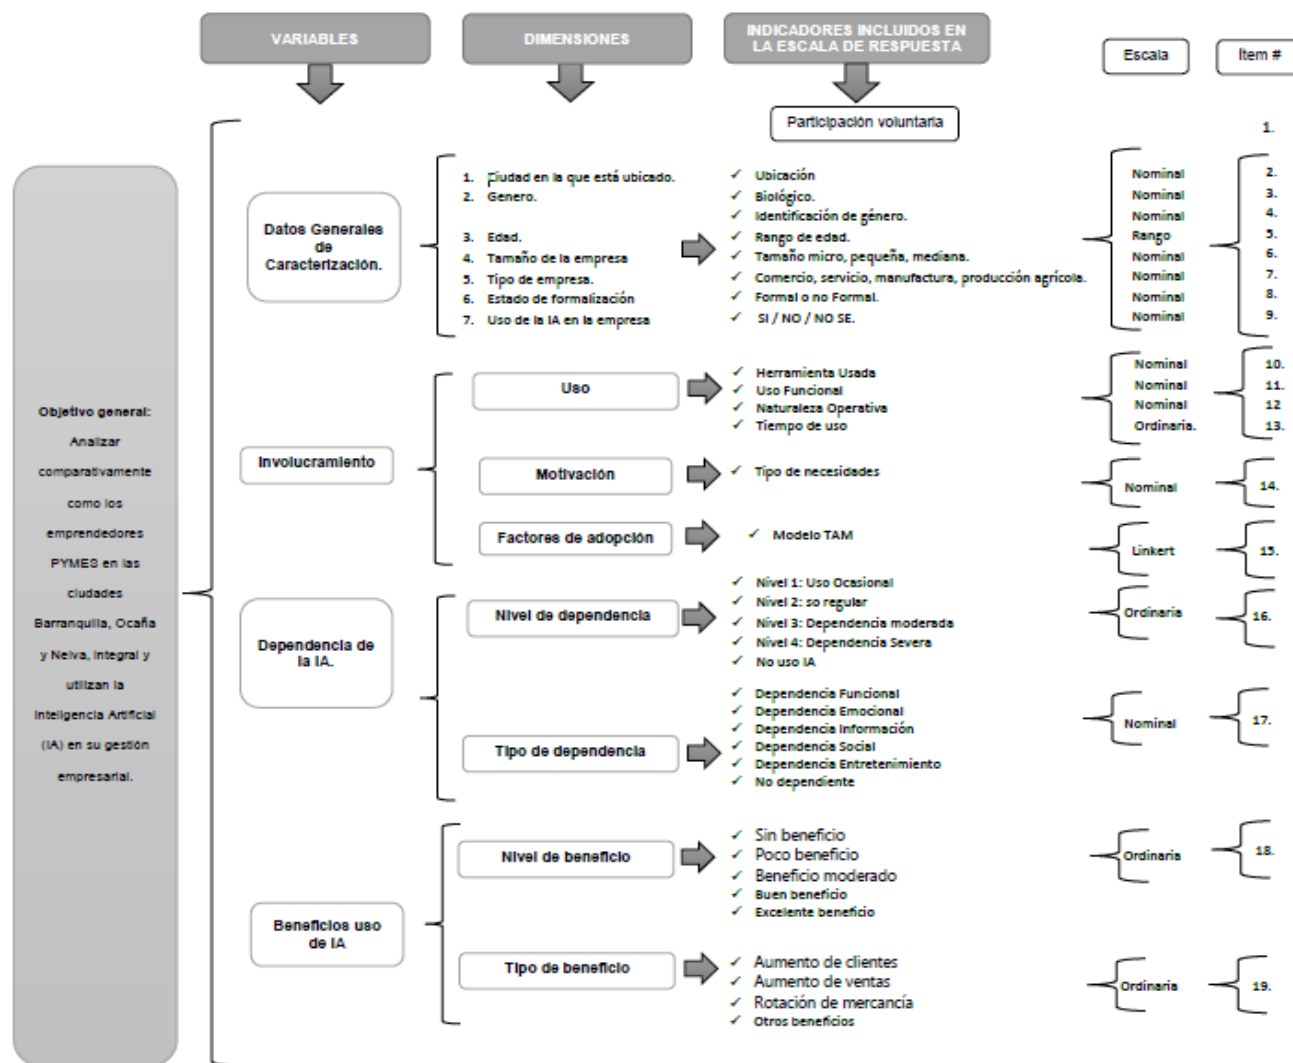 VARIABLES
DIMENSIONES
INDICADORES INCLUIDOS EN
LA ESCALA DE RESPUESTA
Escala
Item #
Participación voluntaria
1.
Objetivo general:
Analizar
comparativamente
como los
emprendedores
PYMES en las
ciudades
Barranquilla, Ocaña
y Neiva, Integral y
utilizan la
Inteligencia Artificial
(IA) en su gestión
empresarial.
Datos Generales
de
Caracterización.
1. Ciudad en la que está ubicado.
2. Genero.
3. Edad.
4. Tamaño de la empresa
5. Tipo de empresa.
6. Estado de formalización
7. Uso de la IA en la empresa
✓ Ubicación
✓ Biológico.
✓ Identificación de género.
✓ Rango de edad.
✓ Tamaño micro, pequeña, mediana.
✓ Comercio, servicio, manufactura, producción agrícola.
✓ Formal o no Formal.
✓ SI / NO / NO SE.
Nominal
Nominal
Nominal
Rango
Nominal
Nominal
Nominal
Nominal
2.
3.
4.
5.
6.
7.
8.
9.
Involucramiento
Uso
✓ Herramienta Usada
✓ Uso Funcional
✓ Naturaleza Operativa
✓ Tiempo de uso
Nominal
Nominal
Nominal
Ordinaria.
10.
11.
12
13.
Motivación
✓ Tipo de necesidades
Nominal
14.
Factores de adopción
✓ Modelo TAM
Linkert
15.
Dependencia de
la IA.
Nivel de dependencia
✓ Nivel 1: Uso Ocasional
✓ Nivel 2: so regular
✓ Nivel 3: Dependencia moderada
✓ Nivel 4: Dependencia Severa
✓ No uso IA
Ordinaria
16.
Tipo de dependencia
✓ Dependencia Funcional
✓ Dependencia Emocional
✓ Dependencia Información
✓ Dependencia Social
✓ Dependencia Entretenimiento
✓ No dependiente
Nominal
17.
Beneficios uso
de IA
Nivel de beneficio
✓ Sin beneficio
✓ Poco beneficio
✓ Beneficio moderado
✓ Buen beneficio
✓ Excelente beneficio
Ordinaria
18.
Tipo de beneficio
✓ Aumento de clientes
✓ Aumento de ventas
✓ Rotación de mercancía
✓ Otros beneficios
Ordinaria
19.